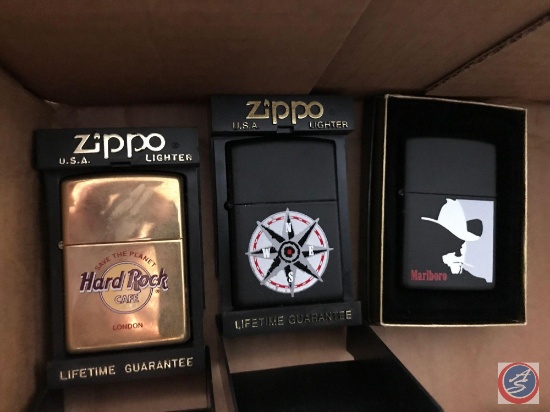 Zippo
U.S.A. LIGHTER
SAVE THE PLANET
Hard Rock
CAFE
LONDON
LIFETIME GUARANTEE
Zippo
U.S.A. LIGHTER
N
W E
S
LIFETIME GUARANTEE
Marlboro